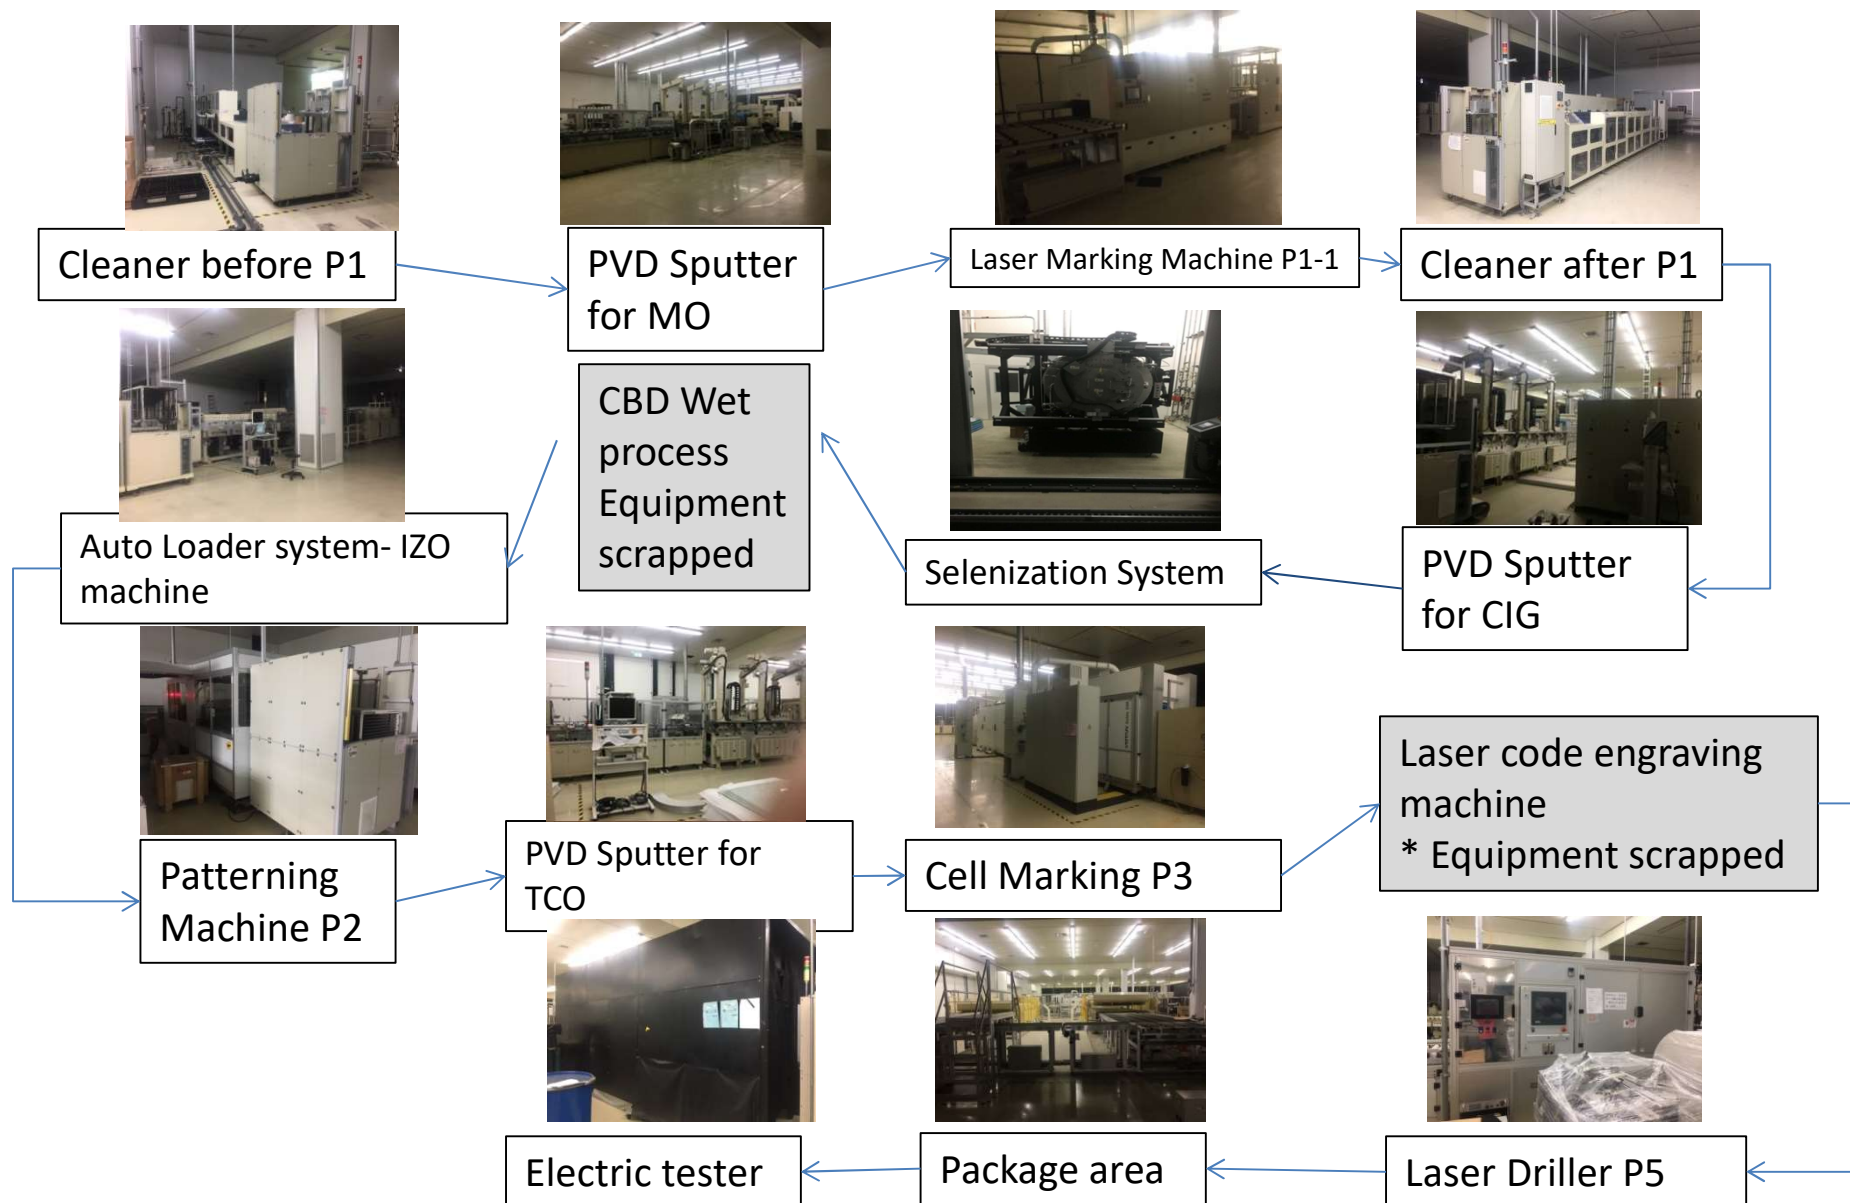 Cleaner before P1
PVD Sputter
for MO
Laser Marking Machine P1-1
Cleaner after P1
CBD Wet
process
Equipment
scrapped
Auto Loader system- IZO
machine
Selenization System
PVD Sputter
for CIG
Patterning
Machine P2
PVD Sputter for
TCO
Cell Marking P3
Laser code engraving
machine
* Equipment scrapped
Electric tester
Package area
Laser Driller P5